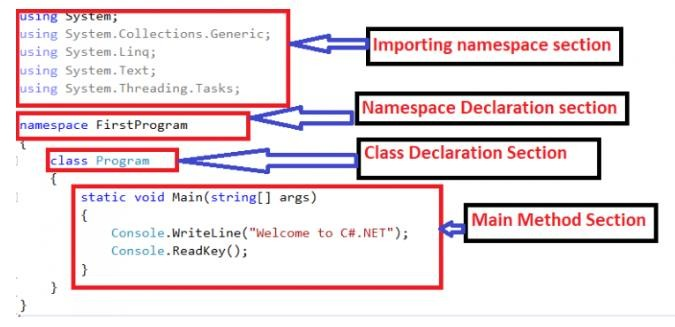 using System;
using System.Collections.Generic;
using System.Linq;
using System.Text;
using System.Threading.Tasks;
Importing namespace section
namespace FirstProgram
Namespace Declaration section
{
class Program
Class Declaration Section
{
static void Main(string[] args)
{
Console.WriteLine("Welcome to C#.NET");
Console.ReadKey();
}
Main Method Section
}
}